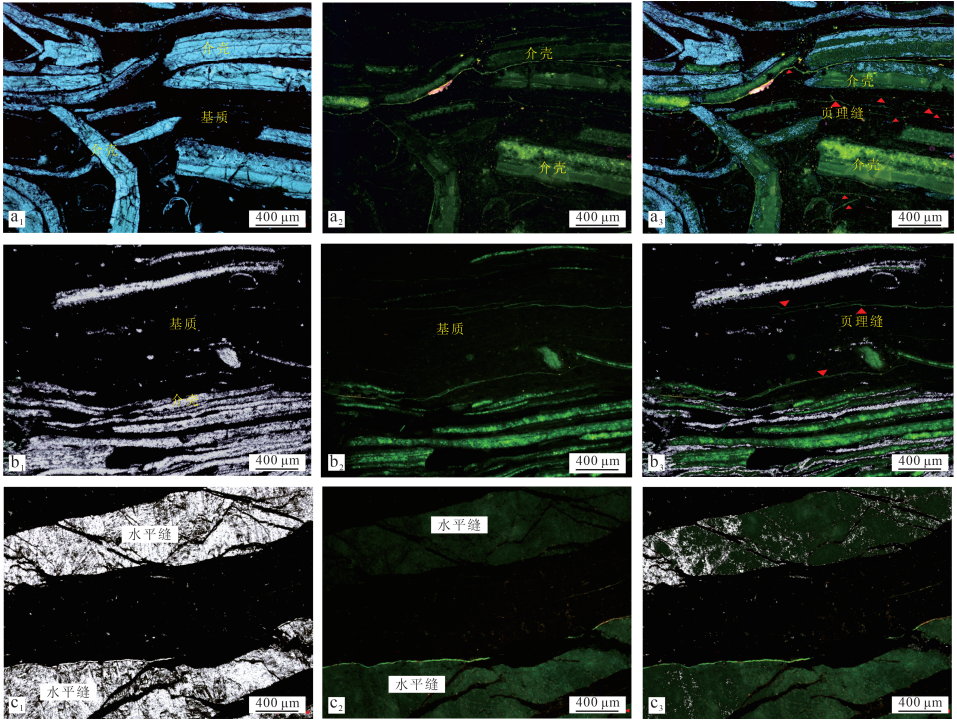 介壳
基质
介壳
a₁
400 μm
介壳
介壳
a₂
400 μm
介壳
页理缝
介壳
a₃
400 μm
基质
介壳
b₁
400 μm
基质
b₂
400 μm
页理缝
b₃
400 μm
水平缝
水平缝
c₁
400 μm
水平缝
水平缝
c₂
400 μm
c₃
400 μm